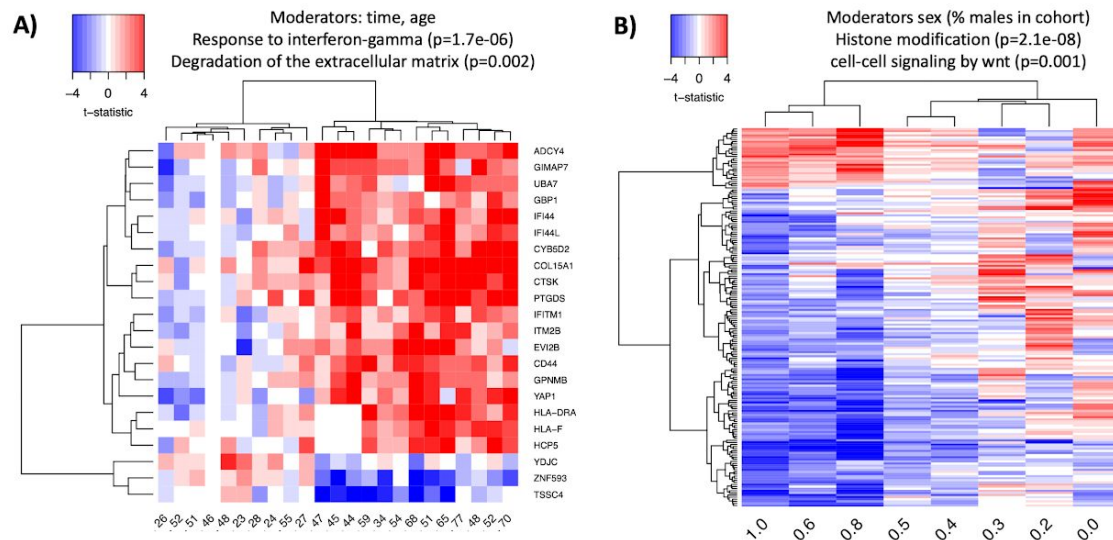 A)
Moderators: time, age
Response to interferon-gamma (p=1.7e-06)
Degradation of the extracellular matrix (p=0.002)
−4 0 4
t−statistic
ADCY4
GIMAP7
UBA7
GBP1
IFI44
IFI44L
CYB5D2
COL15A1
CTSK
PTGDS
IFITM1
ITM2B
EVI2B
CD44
GPNMB
YAP1
HLA−DRA
HLA−F
HCP5
YDJC
ZNF593
TSSC4
26 52 51 46 48 23 28 24 55 27 47 45 44 59 34 54 68 51 65 77 48 52 70
B)
Moderators sex (% males in cohort)
Histone modification (p=2.1e-08)
cell-cell signaling by wnt (p=0.001)
−4 0 4
t−statistic
1.0 0.6 0.8 0.5 0.4 0.3 0.2 0.0